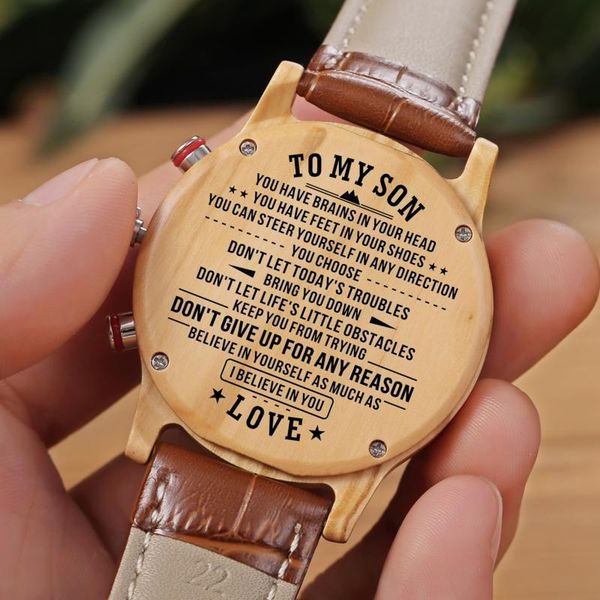 TO MY SON
YOU HAVE BRAINS IN YOUR HEAD
YOU HAVE FEET IN YOUR SHOES
YOU CAN STEER YOURSELF IN ANY DIRECTION
YOU CHOOSE
DON'T LET TODAY'S TROUBLES
BRING YOU DOWN
DON'T LET LIFE'S LITTLE OBSTACLES
KEEP YOU FROM TRYING
DON'T GIVE UP FOR ANY REASON
BELIEVE IN YOURSELF AS MUCH AS
I BELIEVE IN YOU
LOVE
22